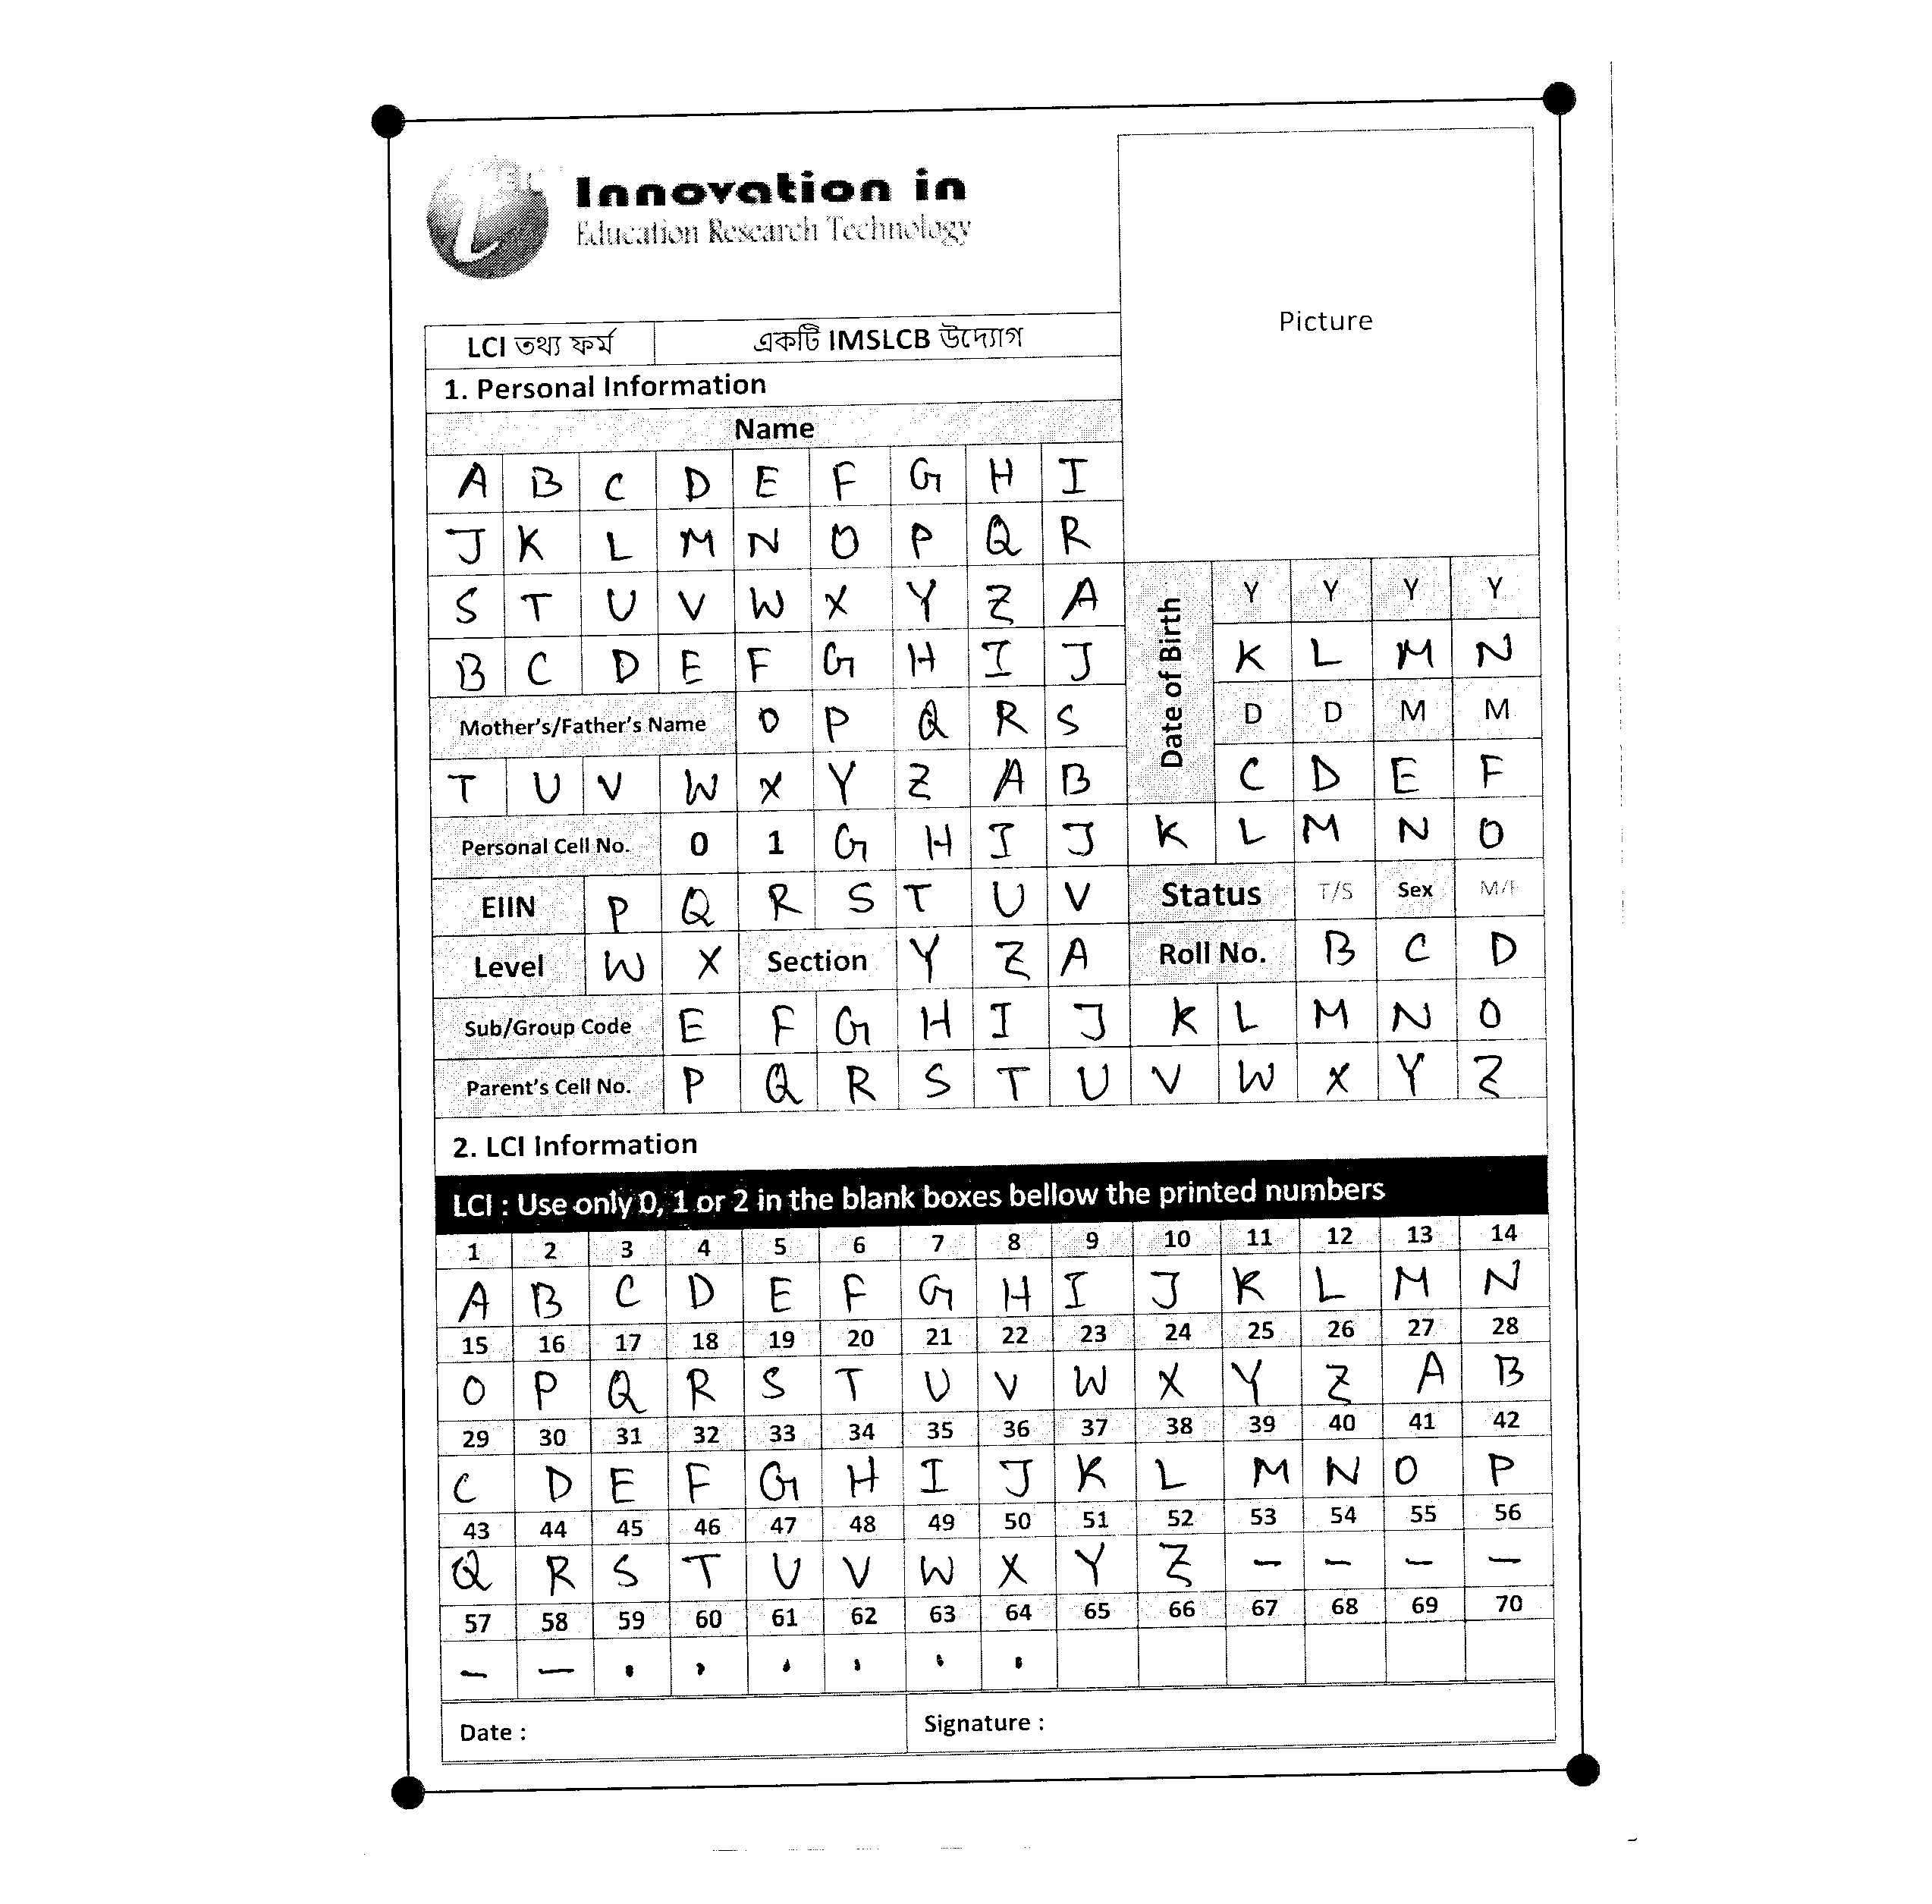 Innovation in
Education Research Technology
Picture
LCI তথ্য ফর্ম একটি IMSLCB উদ্যোগ
1. Personal Information
Name
A B C D E F G H I
J K L M N O P Q R
S T U V W X Y Z A
B C D E F G H I J
Date of Birth
Y Y Y Y
K L M N
D D M M
C D E F
Mother's/Father's Name O P Q R S
T U V W X Y Z A B
Personal Cell No. 0 1 G H I J K L M N O
EIIN P Q R S T U V Status T/S Sex M/F
Level W X Section Y Z A Roll No. B C D
Sub/Group Code E F G H I J K L M N O
Parent's Cell No. P Q R S T U V W X Y Z
2. LCI Information
LCI : Use only 0, 1 or 2 in the blank boxes bellow the printed numbers
1 2 3 4 5 6 7 8 9 10 11 12 13 14
A B C D E F G H I J K L M N
15 16 17 18 19 20 21 22 23 24 25 26 27 28
O P Q R S T U V W X Y Z A B
29 30 31 32 33 34 35 36 37 38 39 40 41 42
C D E F G H I J K L M N O P
43 44 45 46 47 48 49 50 51 52 53 54 55 56
Q R S T U V W X Y Z - - - -
57 58 59 60 61 62 63 64 65 66 67 68 69 70
- - . . . . . .
Date : Signature :